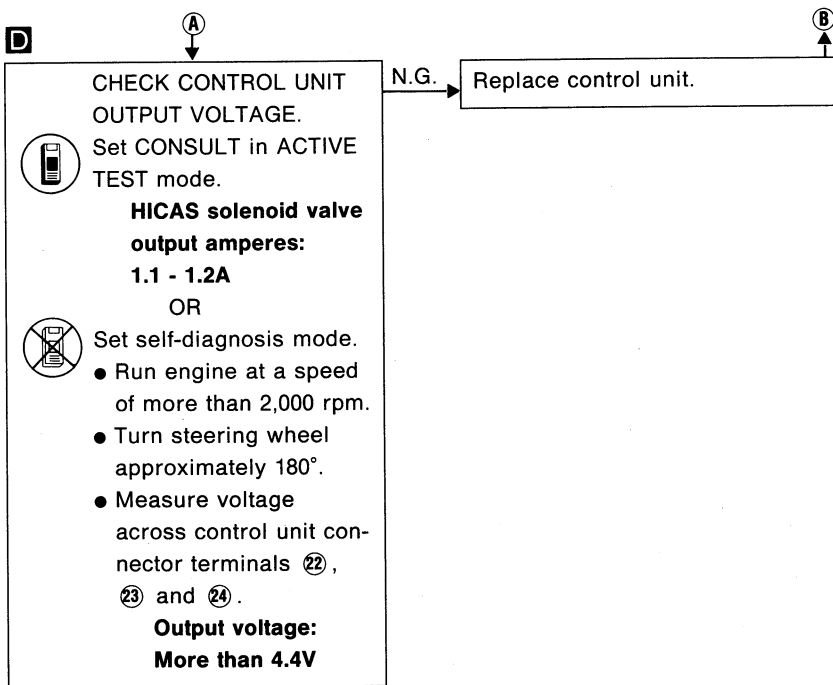 Ⓐ
Ⓑ
D
CHECK CONTROL UNIT
OUTPUT VOLTAGE.
Set CONSULT in ACTIVE
TEST mode.
HICAS solenoid valve
output amperes:
1.1 - 1.2A
OR
Set self-diagnosis mode.
● Run engine at a speed
of more than 2,000 rpm.
● Turn steering wheel
approximately 180°.
● Measure voltage
across control unit con-
nector terminals ㉒ ,
㉓ and ㉔ .
Output voltage:
More than 4.4V
N.G.
Replace control unit.